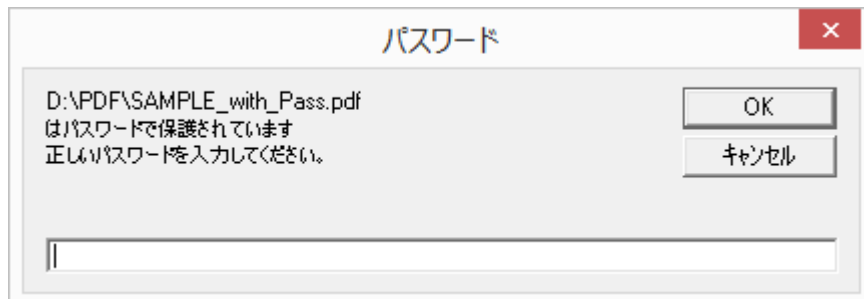 パスワード
D:\PDF\SAMPLE_with_Pass.pdf
はパスワードで保護されています
正しいパスワードを入力してください。
OK
キャンセル